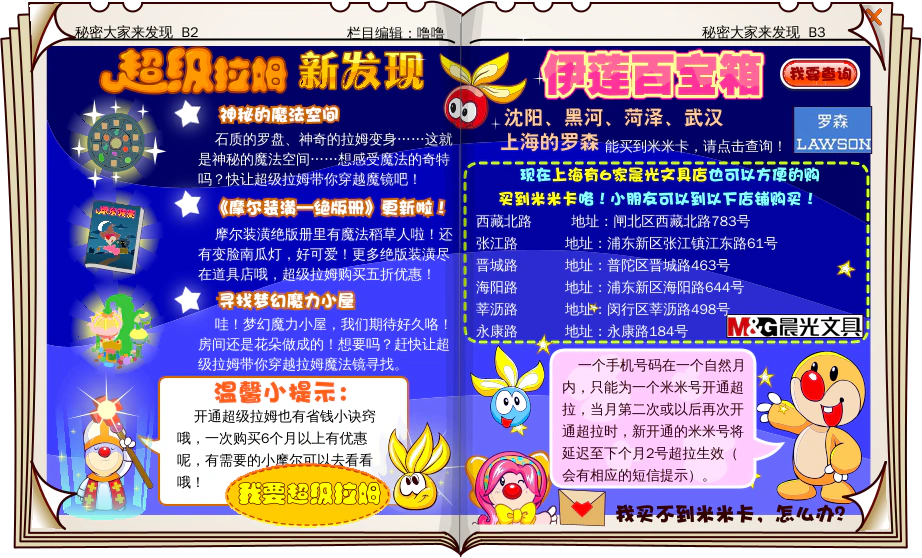 秘密大家来发现 B2
栏目编辑：噜噜
超级拉姆 新发现
神秘的魔法空间
石质的罗盘、神奇的拉姆变身……这就
是神秘的魔法空间……想感受魔法的奇特
吗？快让超级拉姆带你穿越魔镜吧！
《摩尔装潢—绝版册》更新啦！
摩尔装潢绝版册里有魔法稻草人啦！还
有变脸南瓜灯，好可爱！更多绝版装潢尽
在道具店哦，超级拉姆购买五折优惠！
寻找梦幻魔力小屋
哇！梦幻魔力小屋，我们期待好久咯！
房间还是花朵做成的！想要吗？赶快让超
级拉姆带你穿越拉姆魔法镜寻找。
温馨小提示：
开通超级拉姆也有省钱小诀窍
哦，一次购买6个月以上有优惠
呢，有需要的小摩尔可以去看看
哦！
我要超级拉姆
秘密大家来发现 B3
伊莲百宝箱
我要查询
沈阳、黑河、菏泽、武汉
上海的罗森 能买到米米卡，请点击查询！
罗森
LAWSON
现在上海有6家晨光文具店也可以方便的购
买到米米卡咯！小朋友可以到以下店铺购买！
西藏北路 地址：闸北区西藏北路783号
张江路 地址：浦东新区张江镇江东路61号
晋城路 地址：普陀区晋城路463号
海阳路 地址：浦东新区海阳路644号
莘沥路 地址：闵行区莘沥路498号
永康路 地址：永康路184号
M&G晨光文具
一个手机号码在一个自然月
内，只能为一个米米号开通超
拉，当月第二次或以后再次开
通超拉时，新开通的米米号将
延迟至下个月2号超拉生效（
会有相应的短信提示）。
我买不到米米卡，怎么办？